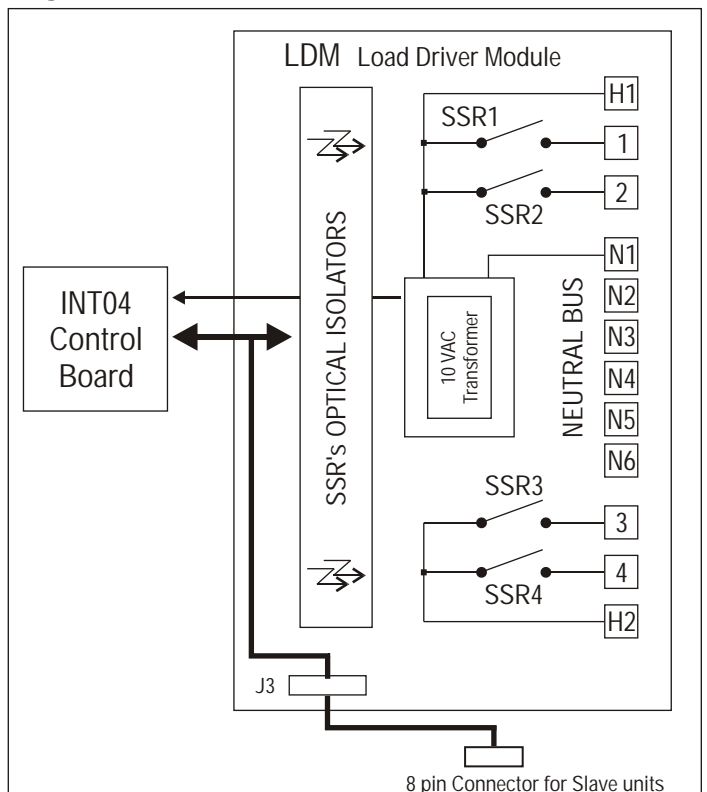 LDM Load Driver Module
H1
SSR1
1
2
SSR2
SSR's OPTICAL ISOLATORS
INT04
Control
Board
10 VAC
Transformer
NEUTRAL BUS
N1
N2
N3
N4
N5
N6
SSR3
3
4
SSR4
H2
J3
8 pin Connector for Slave units